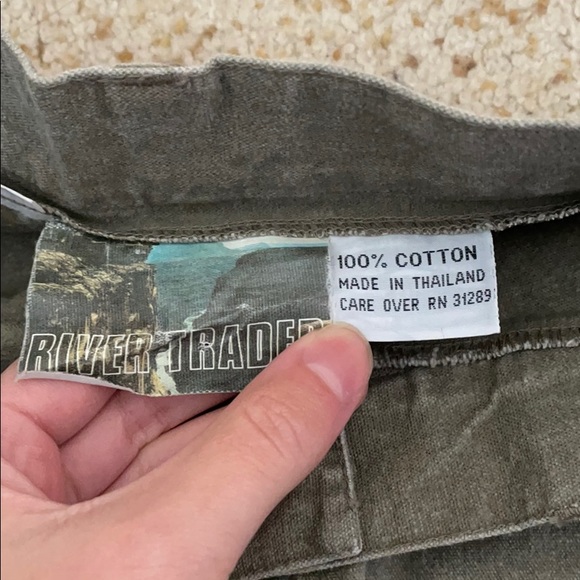 RIVER TRADER
100% COTTON
MADE IN THAILAND
CARE OVER RN 31289